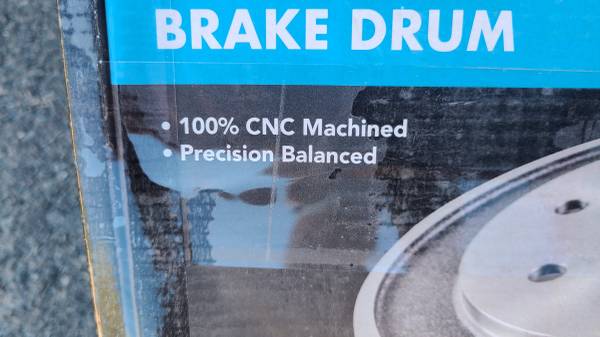 BRAKE DRUM
• 100% CNC Machined
• Precision Balanced